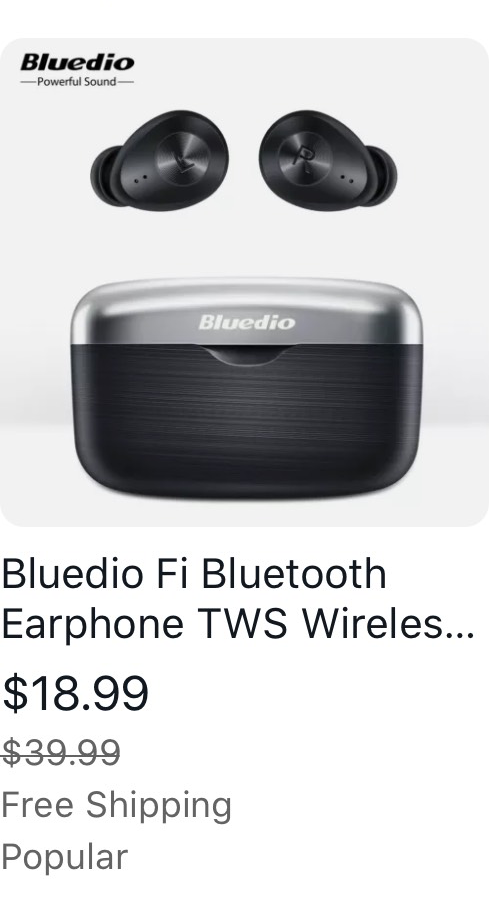 Bluedio
Powerful Sound
L R
Bluedio
Bluedio Fi Bluetooth
Earphone TWS Wireles...
$18.99
$39.99
Free Shipping
Popular